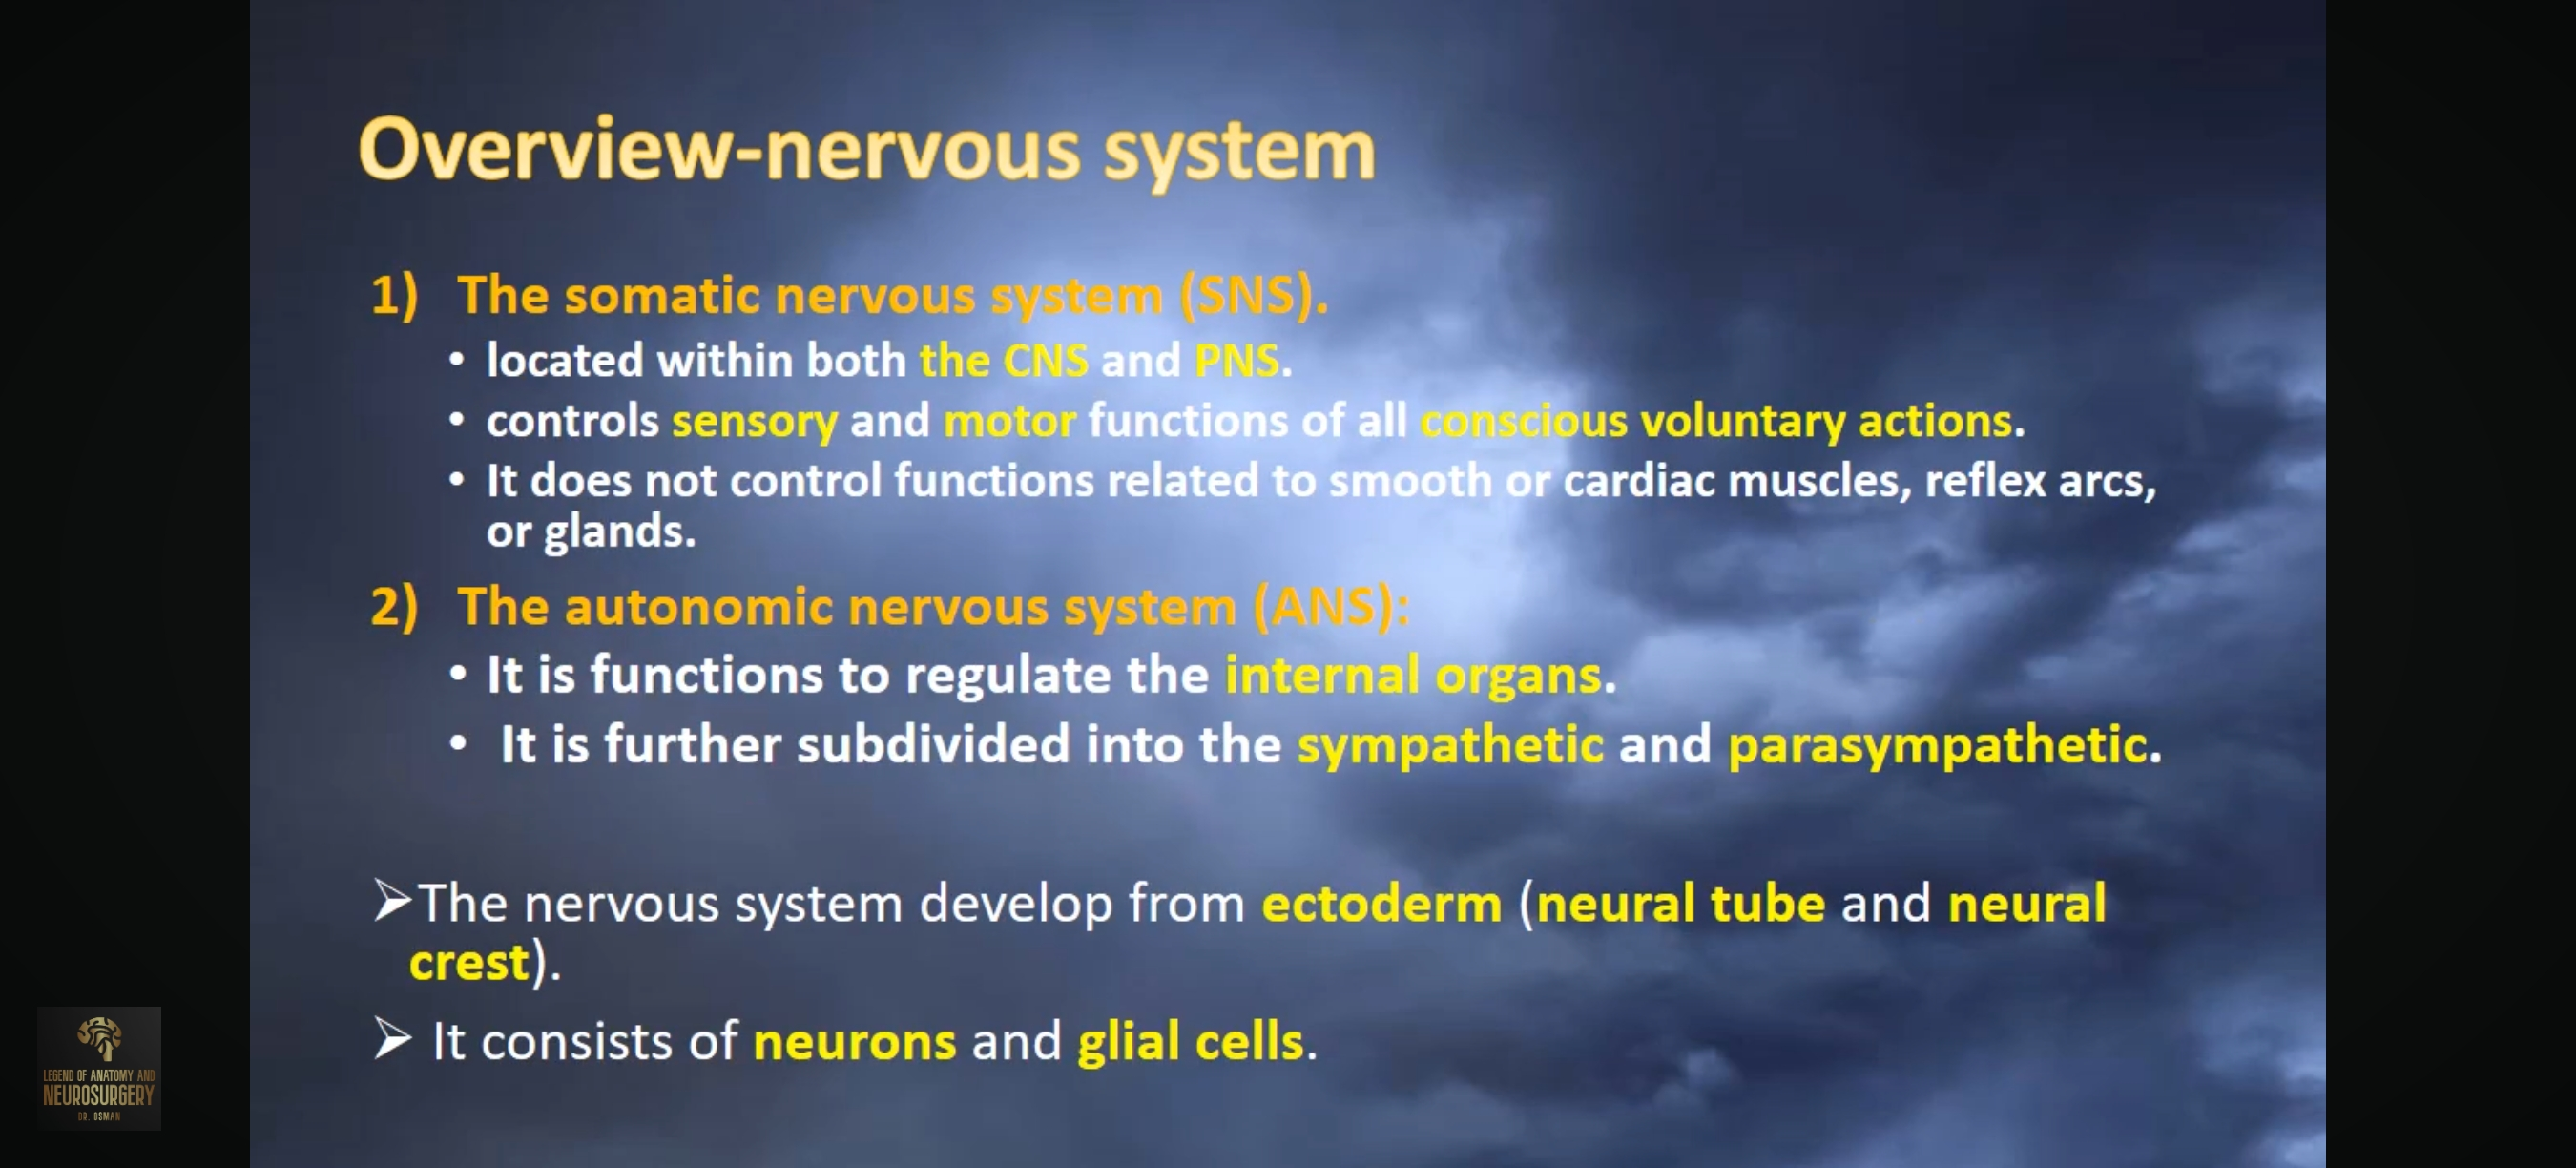 Overview-nervous system
1) The somatic nervous system (SNS).
• located within both the CNS and PNS.
• controls sensory and motor functions of all conscious voluntary actions.
• It does not control functions related to smooth or cardiac muscles, reflex arcs,
or glands.
2) The autonomic nervous system (ANS):
• It is functions to regulate the internal organs.
• It is further subdivided into the sympathetic and parasympathetic.
➢The nervous system develop from ectoderm (neural tube and neural
crest).
➢ It consists of neurons and glial cells.
LEGEND OF ANATOMY AND
NEUROSURGERY
DR. OSMAN